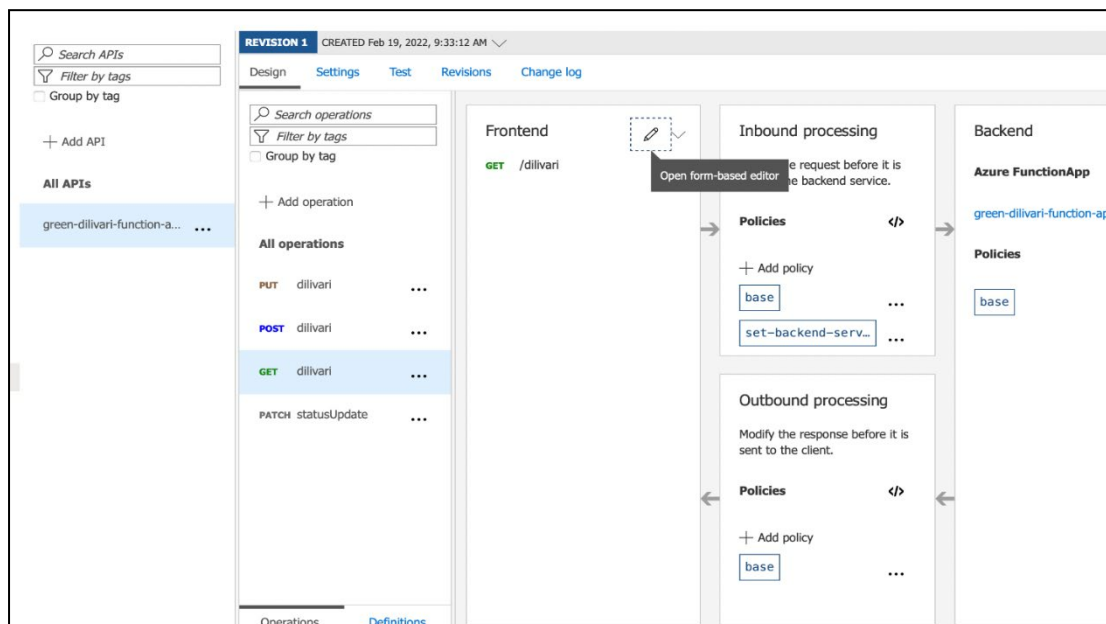 Search APIs
Filter by tags
Group by tag
+ Add API
All APIs
green-dilivari-function-a... ...
REVISION 1 CREATED Feb 19, 2022, 9:33:12 AM
Design Settings Test Revisions Change log
Search operations
Filter by tags
Group by tag
+ Add operation
All operations
PUT dilivari ...
POST dilivari ...
GET dilivari ...
PATCH statusUpdate ...
Operations Definitions
Frontend
GET /dilivari
Open form-based editor
Inbound processing
e request before it is
e backend service.
Policies </>
+ Add policy
base ...
set-backend-serv... ...
Outbound processing
Modify the response before it is
sent to the client.
Policies </>
+ Add policy
base ...
Backend
Azure FunctionApp
green-dilivari-function-ap
Policies
base